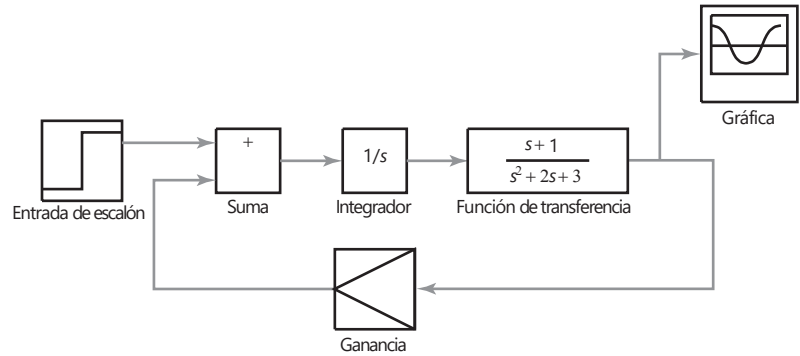 Gráfica
Entrada de escalón
+
Suma
1/s
Integrador
s + 1
s² + 2s + 3
Función de transferencia
Ganancia